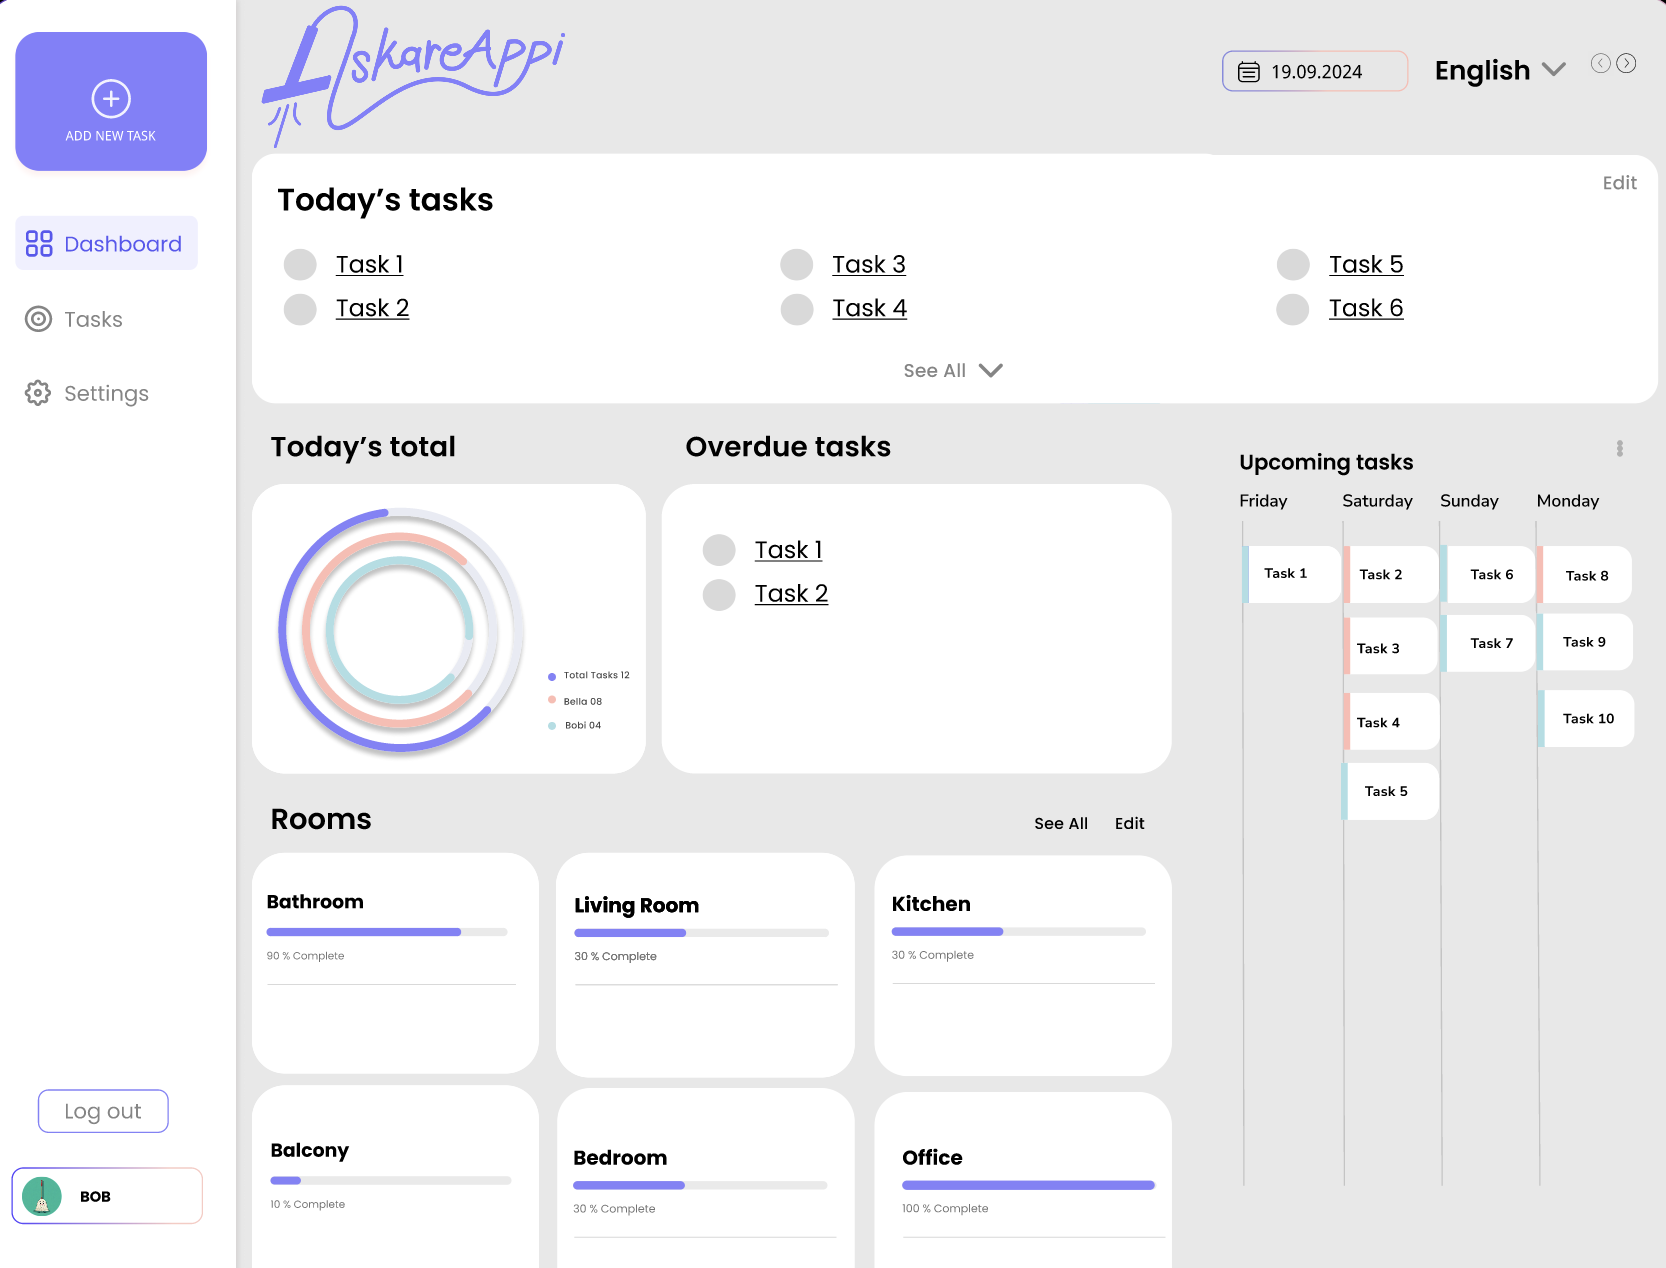 ADD NEW TASK
Dashboard
Tasks
Settings
Log out
BOB
AskareAppi
19.09.2024
English
Today's tasks
Edit
Task 1
Task 2
Task 3
Task 4
Task 5
Task 6
See All
Today's total
Total Tasks 12
Bella 08
Bobi 04
Overdue tasks
Task 1
Task 2
Upcoming tasks
Friday Saturday Sunday Monday
Task 1 Task 2 Task 6 Task 8
Task 3 Task 7 Task 9
Task 4 Task 10
Task 5
Rooms
See All Edit
Bathroom
90 % Complete
Living Room
30 % Complete
Kitchen
30 % Complete
Balcony
10 % Complete
Bedroom
30 % Complete
Office
100 % Complete